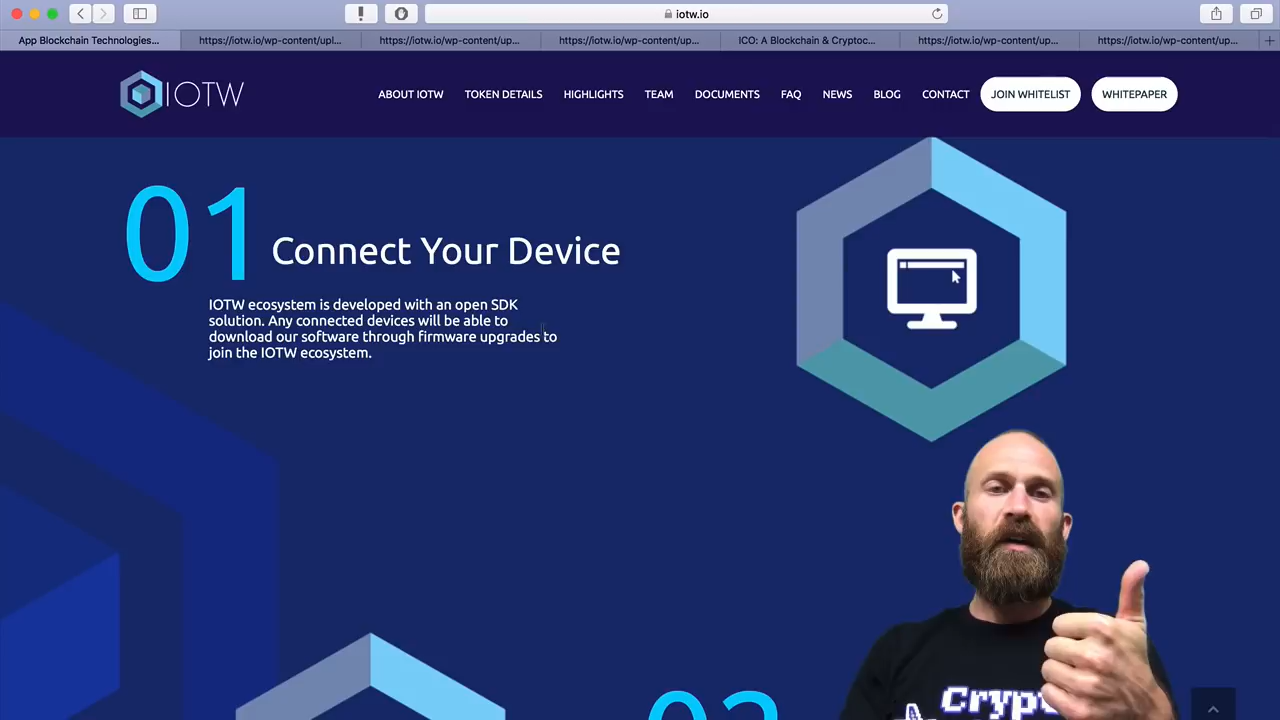 iotw.io
App Blockchain Technologies...
https://iotw.io/wp-content/upl...
https://iotw.io/wp-content/up...
https://iotw.io/wp-content/up...
ICO: A Blockchain & Cryptoc...
https://iotw.io/wp-content/up...
https://iotw.io/wp-content/up...
IOTW
ABOUT IOTW
TOKEN DETAILS
HIGHLIGHTS
TEAM
DOCUMENTS
FAQ
NEWS
BLOG
CONTACT
JOIN WHITELIST
WHITEPAPER
01
Connect Your Device
IOTW ecosystem is developed with an open SDK
solution. Any connected devices will be able to
download our software through firmware upgrades to
join the IOTW ecosystem.